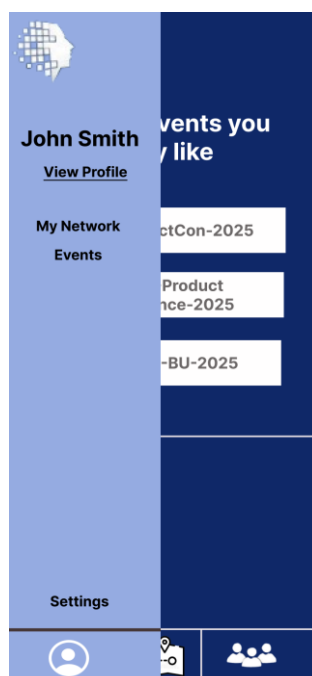 vents you
John Smith
like
View Profile
My Network
ctCon-2025
Events
Product
nce-2025
-BU-2025
Settings